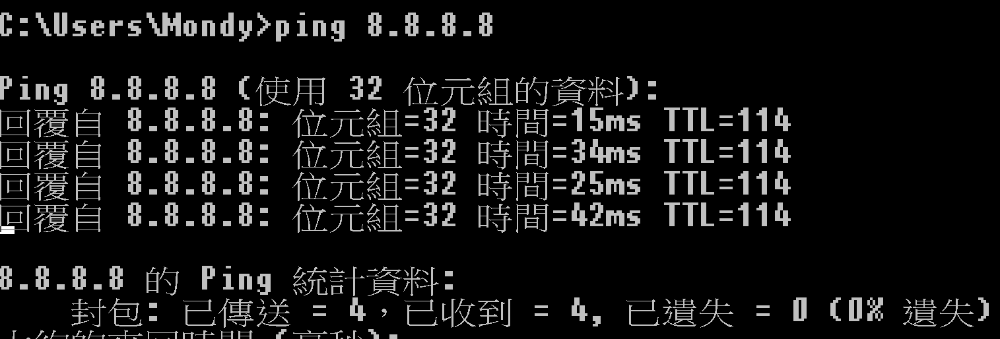 C:\Users\Mondy>ping 8.8.8.8
Ping 8.8.8.8 (使用 32 位元組的資料):
回覆自 8.8.8.8: 位元組=32 時間=15ms TTL=114
回覆自 8.8.8.8: 位元組=32 時間=34ms TTL=114
回覆自 8.8.8.8: 位元組=32 時間=25ms TTL=114
回覆自 8.8.8.8: 位元組=32 時間=42ms TTL=114
8.8.8.8 的 Ping 統計資料:
封包: 已傳送 = 4，已收到 = 4, 已遺失 = 0 (0% 遺失)